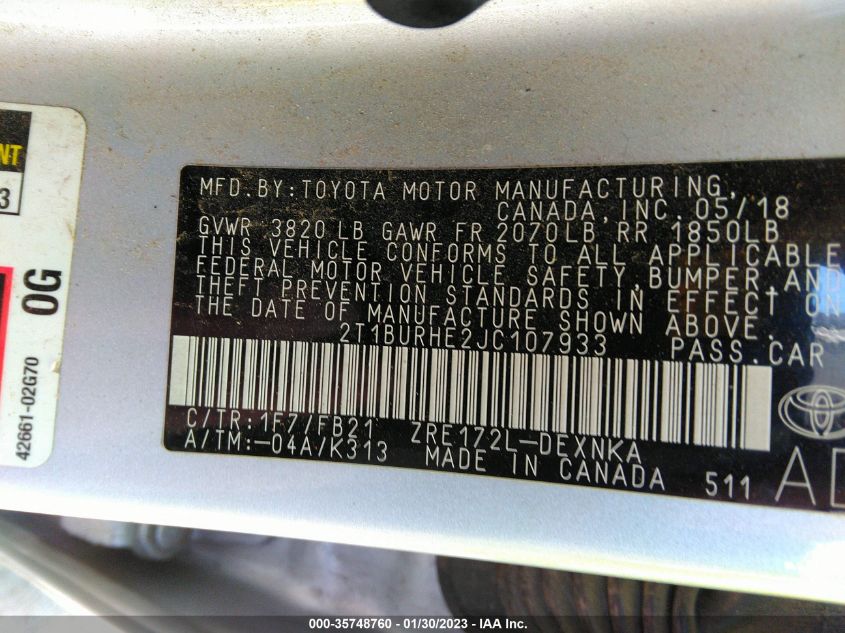 NT
3
0G
42661-02G70
MFD.BY:TOYOTA MOTOR MANUFACTURING,
CANADA,INC.05/18
GVWR 3820LB GAWR FR 2070LB RR 1850LB
THIS VEHICLE CONFORMS TO ALL APPLICABLE
FEDERAL MOTOR VEHICLE SAFETY,BUMPER,AND
THEFT PREVENTION STANDARDS IN EFFECT ON
THE DATE OF MANUFACTURE SHOWN ABOVE.
2T1BURHE2JC107933 PASS.CAR
C/TR:1F7/FB21 ZRE172L-DEXNKA
A/TM:-04A/K313 MADE IN CANADA 511
000-35748760 / 01/30/2023 - IAA Inc.